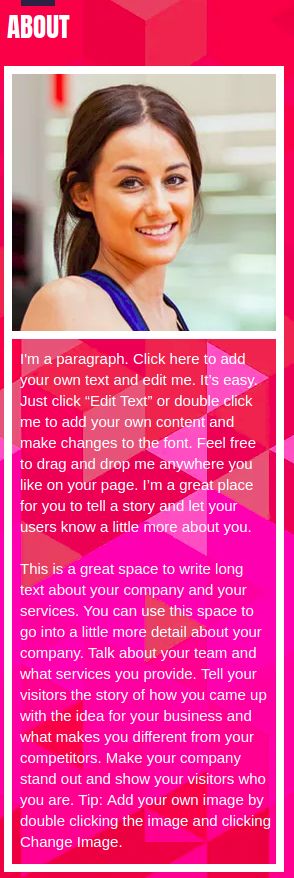 ABOUT
I'm a paragraph. Click here to add
your own text and edit me. It's easy.
Just click “Edit Text” or double click
me to add your own content and
make changes to the font. Feel free
to drag and drop me anywhere you
like on your page. I'm a great place
for you to tell a story and let your
users know a little more about you.
This is a great space to write long
text about your company and your
services. You can use this space to
go into a little more detail about your
company. Talk about your team and
what services you provide. Tell your
visitors the story of how you came up
with the idea for your business and
what makes you different from your
competitors. Make your company
stand out and show your visitors who
you are. Tip: Add your own image by
double clicking the image and clicking
Change Image.